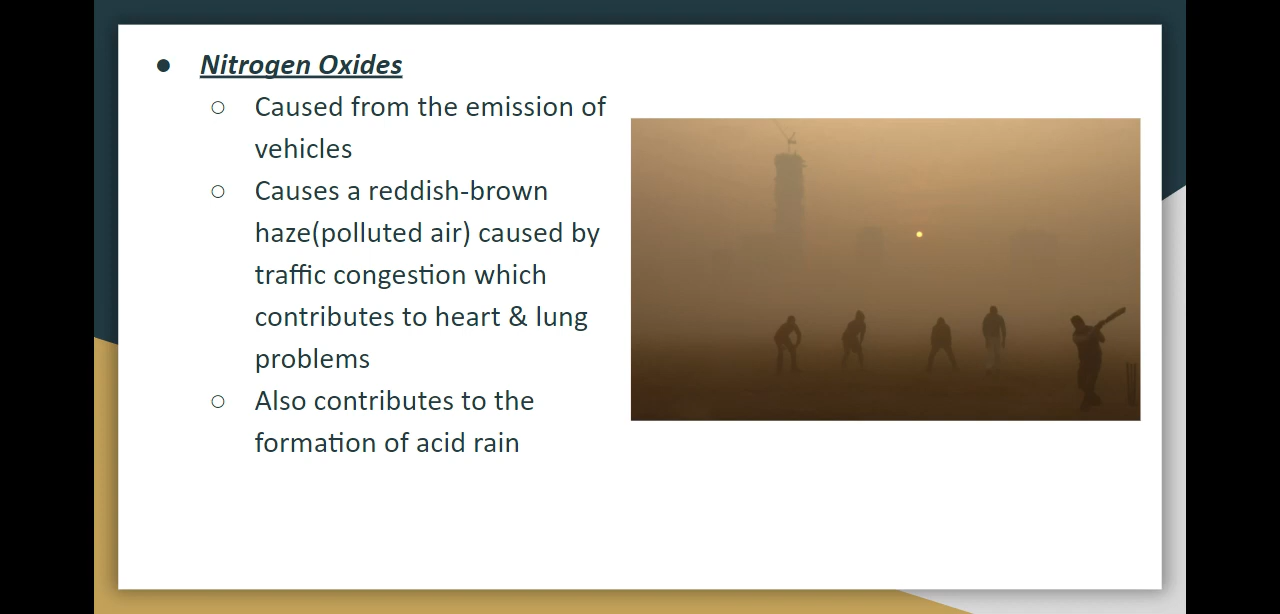 ● Nitrogen Oxides
○ Caused from the emission of
vehicles
○ Causes a reddish-brown
haze(polluted air) caused by
traffic congestion which
contributes to heart & lung
problems
○ Also contributes to the
formation of acid rain